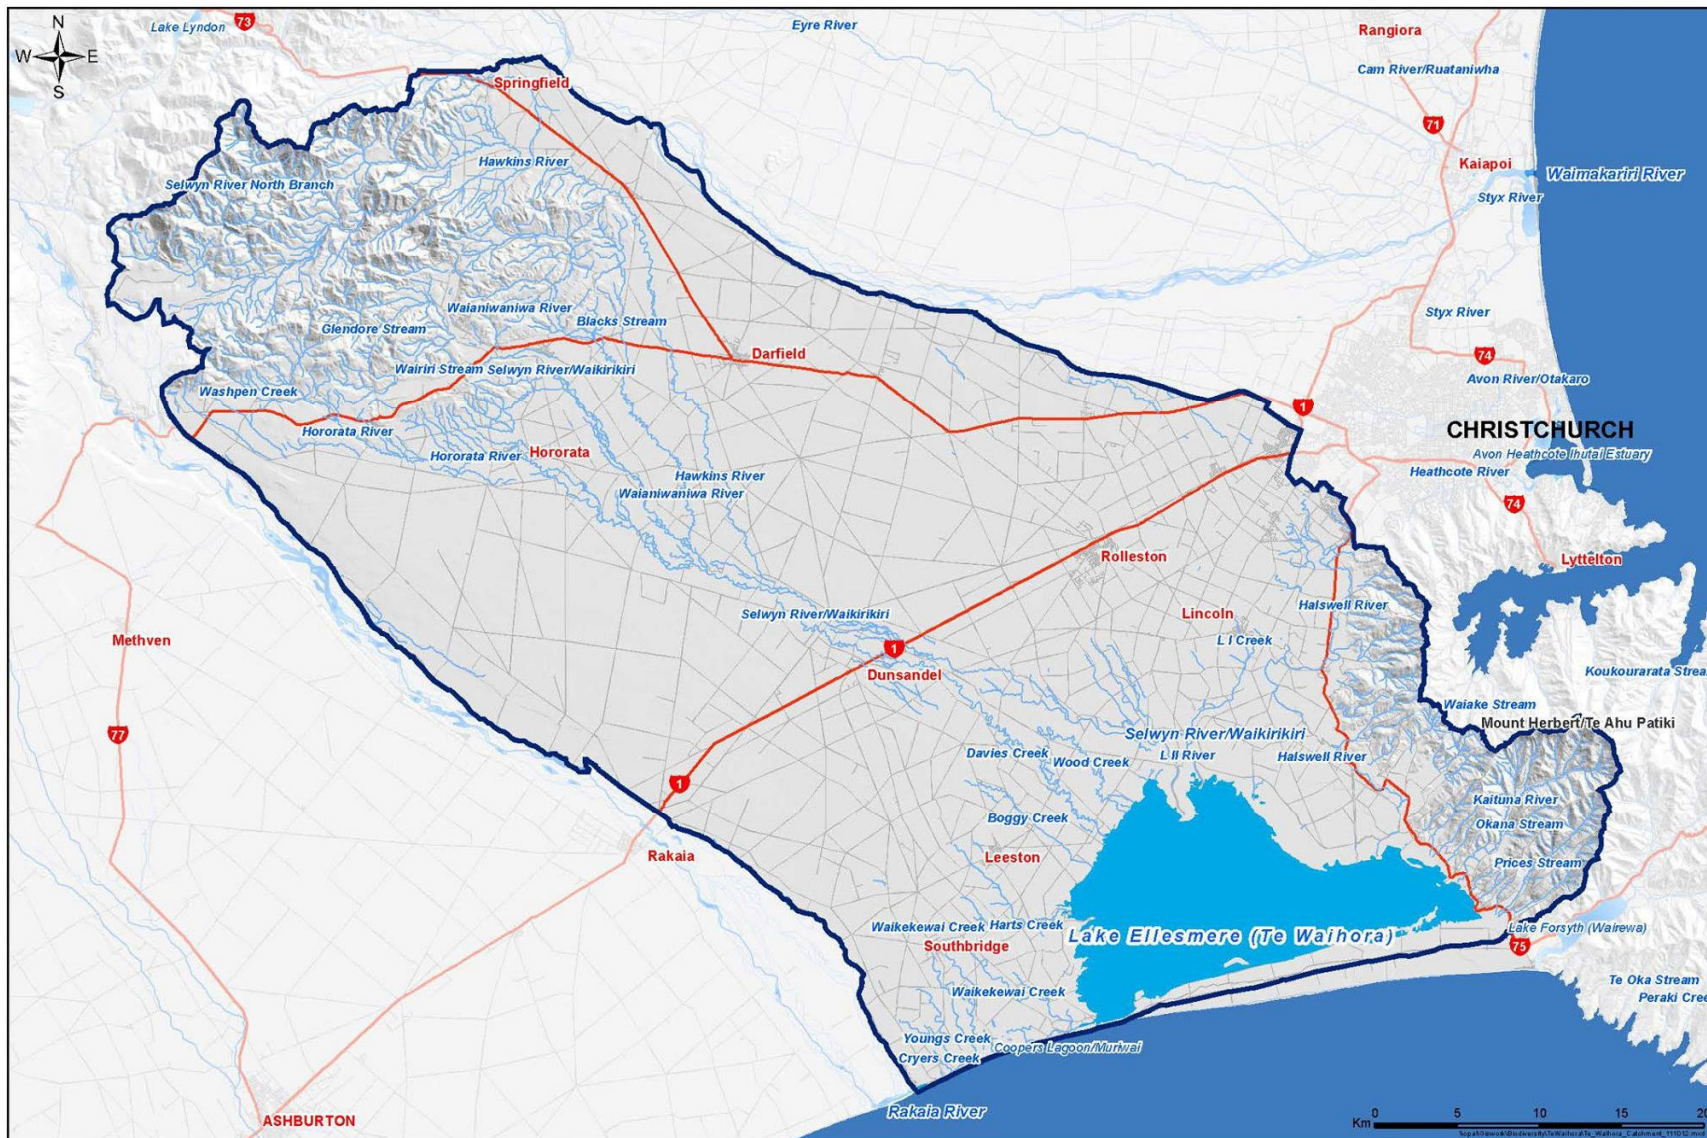 N
W E
S
Lake Lyndon
73
Eyre River
Rangiora
Cam River/Ruataniwha
Springfield
71
Kaiapoi
Hawkins River
Waimakariri River
Selwyn River North Branch
Styx River
Waianiwaniwa River
Blacks Stream
Glendore Stream
Styx River
Darfield
74
Wairiri Stream
Selwyn River/Waikirikiri
Avon River/Otakaro
Washpen Creek
1
CHRISTCHURCH
Hororata River
Hororata
Hororata River
Avon Heathcote Ihutai Estuary
Heathcote River
Hawkins River
Waianiwaniwa River
74
Rolleston
Lyttelton
Halswell River
Selwyn River/Waikirikiri
Lincoln
Methven
L I Creek
1
Dunsandel
Koukourarata Strea
Waiake Stream
Mount Herbert/Te Ahu Patiki
77
Selwyn River/Waikirikiri
Davies Creek
Wood Creek
L II River
Halswell River
1
Kaituna River
Boggy Creek
Okana Stream
Rakaia
Leeston
Prices Stream
Waikekewai Creek
Harts Creek
Lake Forsyth (Wairewa)
Lake Ellesmere (Te Waihora)
Southbridge
75
Te Oka Stream
Waikekewai Creek
Peraki Cree
Youngs Creek
Coopers Lagoon/Muriwai
Cryers Creek
Rakaia River
ASHBURTON
Km
0 5 10 15 20